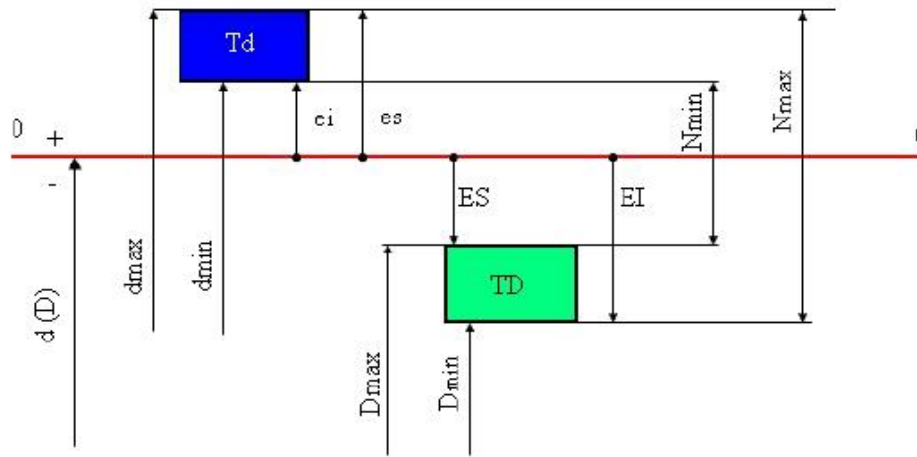 Td
0
+
-
ei
es
Nmin
Nmax
ES
EI
dmax
dmin
d (D)
TD
Dmax
Dmin